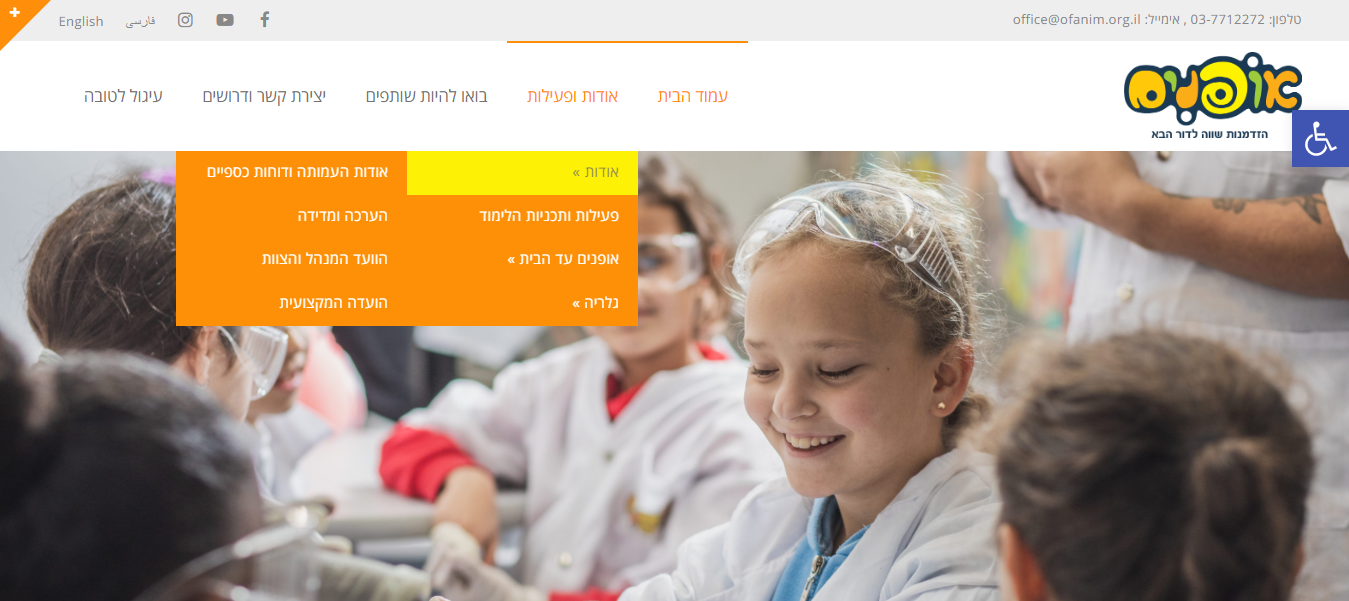 טלפון: 03-7712272 , אימייל: office@ofanim.org.il
فارسی
English
אופנים
הזדמנות שווה לדור הבא
עמוד הבית
אודות ופעילות
בואו להיות שותפים
יצירת קשר ודרושים
עיגול לטובה
אודות »
פעילות ותכניות הלימוד
אופנים עד הבית »
גלריה »
אודות העמותה ודוחות כספיים
הערכה ומדידה
הוועד המנהל והצוות
הועדה המקצועית